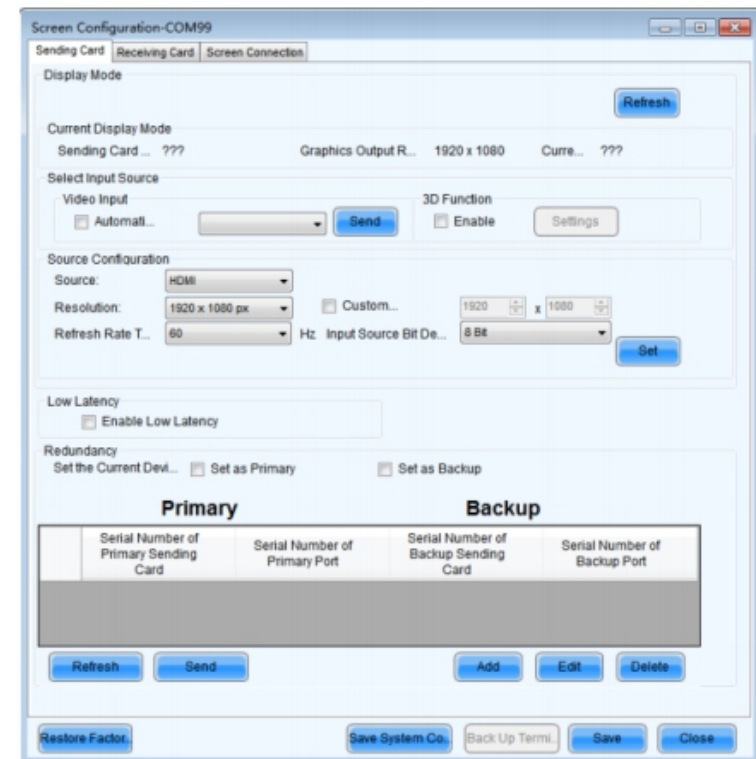 Screen Configuration-COM99
Sending Card Receiving Card Screen Connection
Display Mode
Refresh
Current Display Mode
Sending Card ... ??? Graphics Output R... 1920 x 1080 Curre... ???
Select Input Source
Video Input 3D Function
Automati... Send Enable Settings
Source Configuration
Source: HDMI
Resolution: 1920 x 1080 px Custom... 1920 x 1080
Refresh Rate T... 60 Hz Input Source Bit De... 8 Bit
Set
Low Latency
Enable Low Latency
Redundancy
Set the Current Devi... Set as Primary Set as Backup
Primary Backup
Serial Number of Primary Sending Card Serial Number of Primary Port Serial Number of Backup Sending Card Serial Number of Backup Port
Refresh Send Add Edit Delete
Restore Factor.. Save System Co.. Back Up Termi.. Save Close